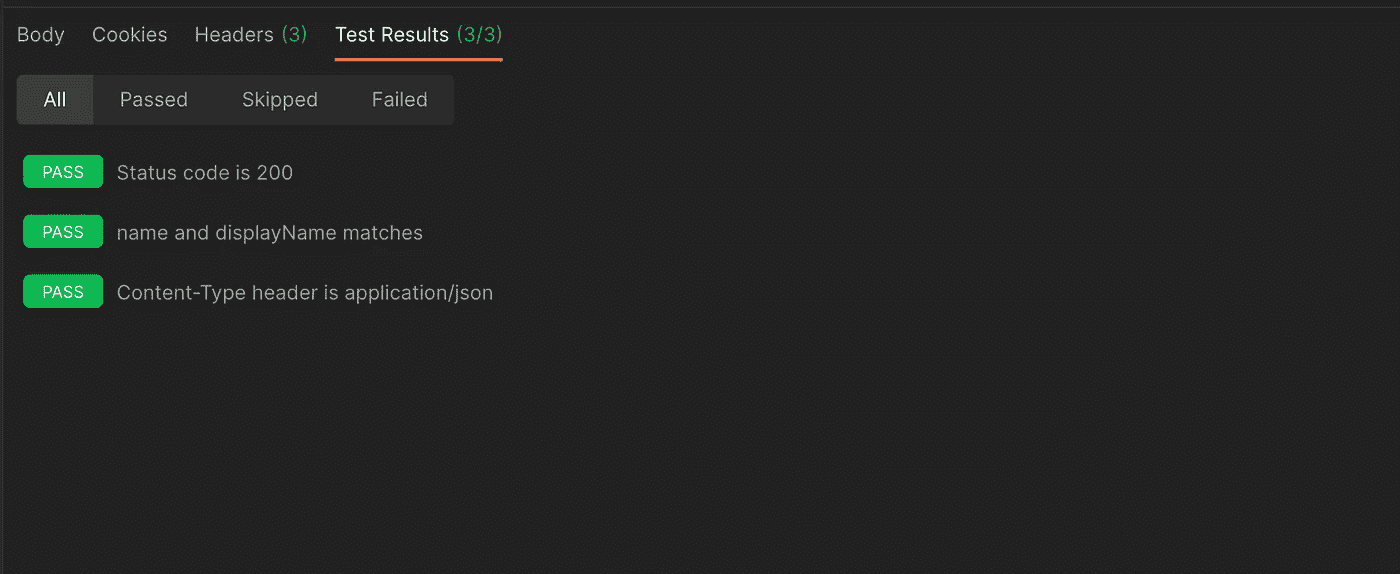 Body Cookies Headers (3) Test Results (3/3)
All Passed Skipped Failed
PASS Status code is 200
PASS name and displayName matches
PASS Content-Type header is application/json